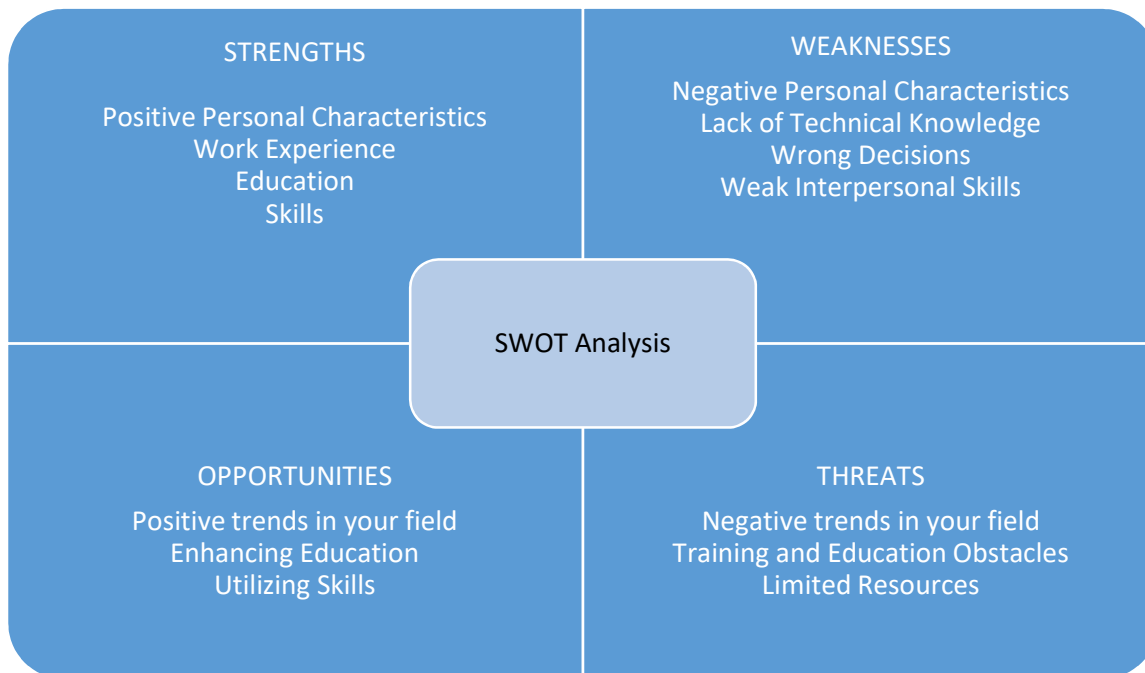 STRENGTHS
Positive Personal Characteristics
Work Experience
Education
Skills
WEAKNESSES
Negative Personal Characteristics
Lack of Technical Knowledge
Wrong Decisions
Weak Interpersonal Skills
SWOT Analysis
OPPORTUNITIES
Positive trends in your field
Enhancing Education
Utilizing Skills
THREATS
Negative trends in your field
Training and Education Obstacles
Limited Resources